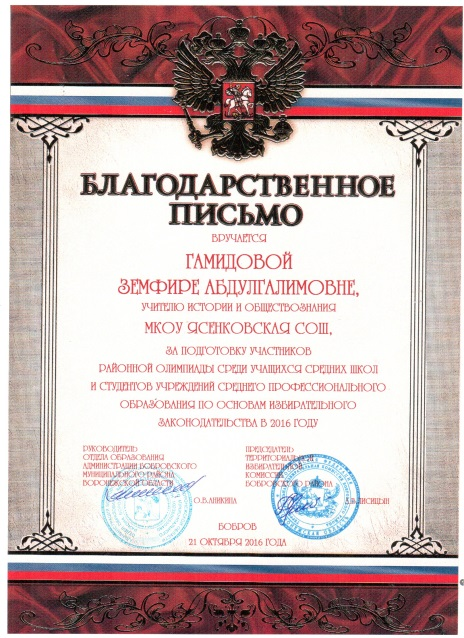 БЛАГОДАРСТВЕННОЕ
ПИСЬМО
ВРУЧАЕТСЯ
ГАМИДОВОЙ
ЗЕМФИРЕ АБДУЛГАЛИМОВНЕ,
УЧИТЕЛЮ ИСТОРИИ И ОБЩЕСТВОЗНАНИЯ
МКОУ ЯСЕНКОВСКАЯ СОШ,
ЗА ПОДГОТОВКУ УЧАСТНИКОВ
РАЙОННОЙ ОЛИМПИАДЫ СРЕДИ УЧАЩИХСЯ СРЕДНИХ ШКОЛ
И СТУДЕНТОВ УЧРЕЖДЕНИЙ СРЕДНЕГО ПРОФЕССИОНАЛЬНОГО
ОБРАЗОВАНИЯ ПО ОСНОВАМ ИЗБИРАТЕЛЬНОГО
ЗАКОНОДАТЕЛЬСТВА В 2016 ГОДУ
РУКОВОДИТЕЛЬ
ОТДЕЛА ОБРАЗОВАНИЯ
АДМИНИСТРАЦИИ БОБРОВСКОГО
МУНИЦИПАЛЬНОГО РАЙОНА
ВОРОНЕЖСКОЙ ОБЛАСТИ
О.В.АНИКИНА
ПРЕДСЕДАТЕЛЬ
ТЕРРИТОРИАЛЬНОЙ
ИЗБИРАТЕЛЬНОЙ
КОМИССИИ
БОБРОВСКОГО РАЙОНА
ЛИСИЦЫН
БОБРОВ
21 ОКТЯБРЯ 2016 ГОДА